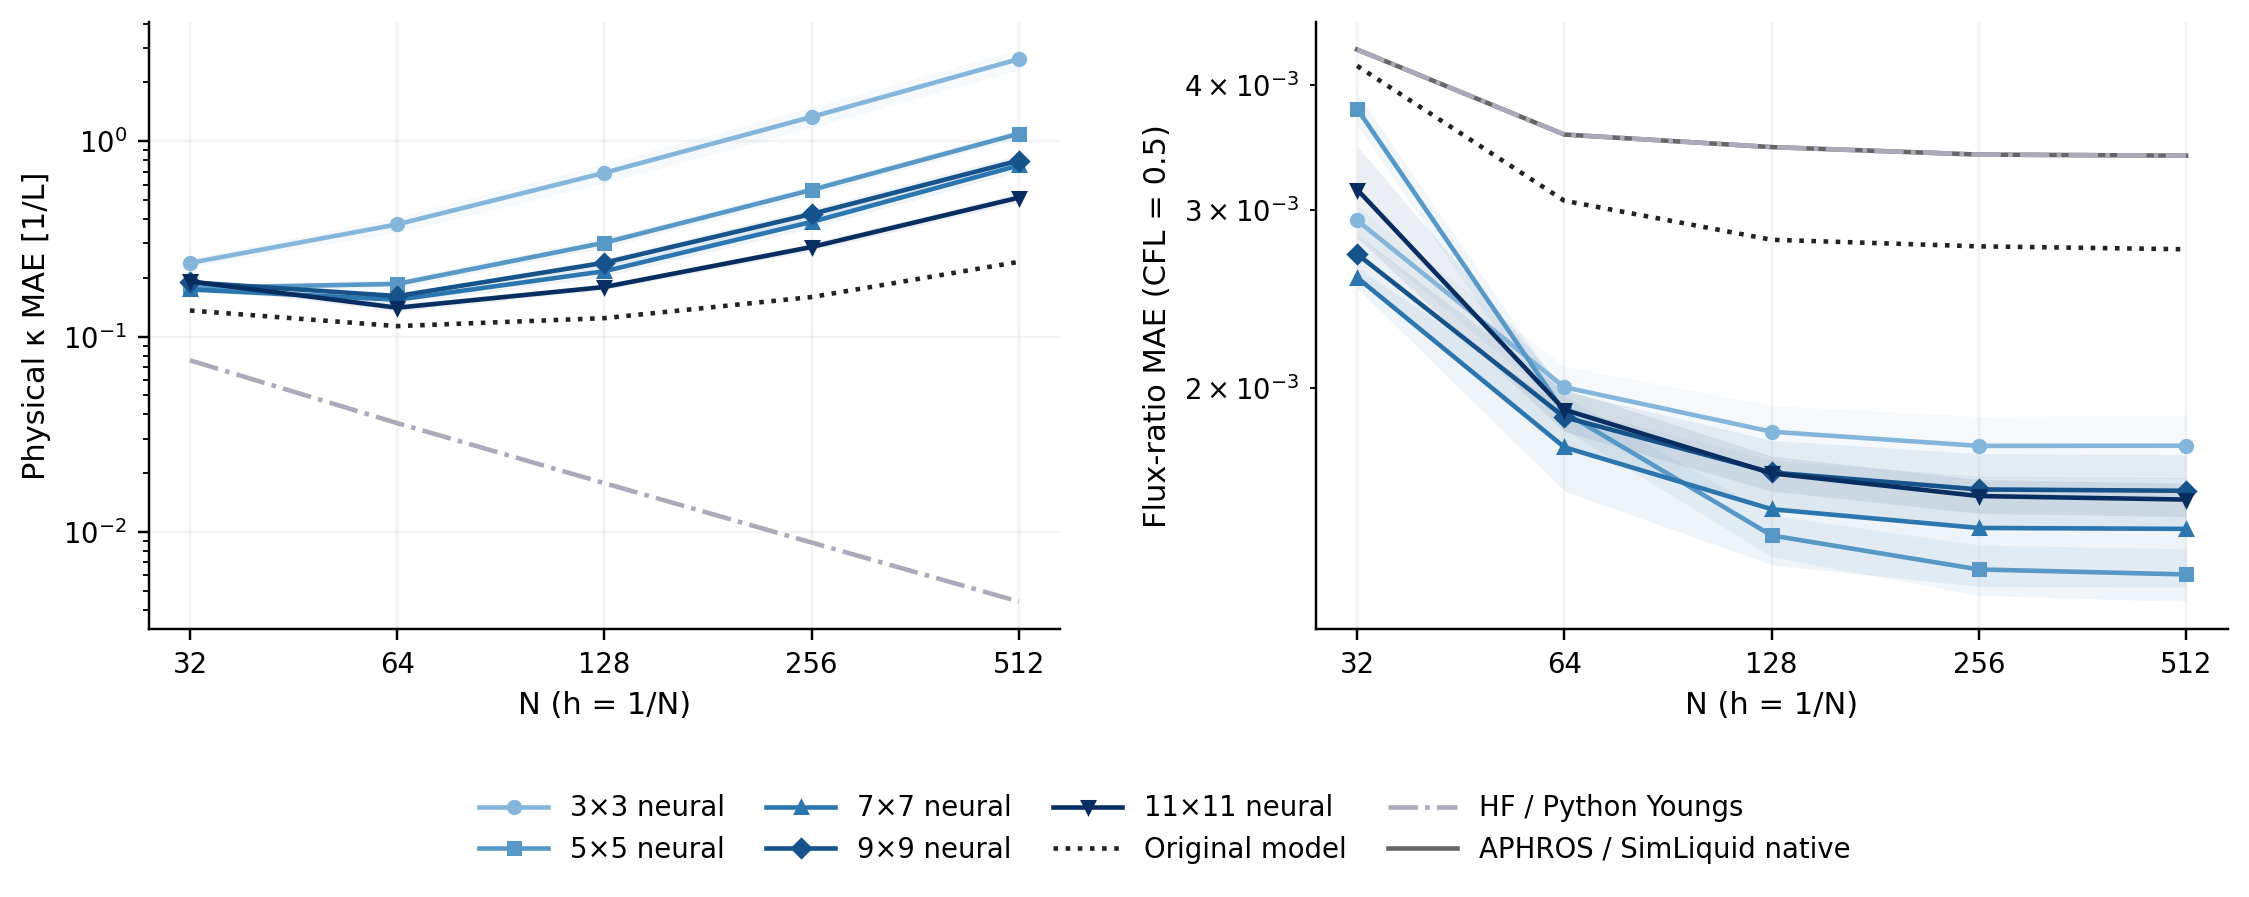 Physical κ MAE [1/L]
10⁰
10⁻¹
10⁻²
32 64 128 256 512
N (h = 1/N)
Flux-ratio MAE (CFL = 0.5)
4 × 10⁻³
3 × 10⁻³
2 × 10⁻³
32 64 128 256 512
N (h = 1/N)
3×3 neural 7×7 neural 11×11 neural HF / Python Youngs
5×5 neural 9×9 neural Original model APHROS / SimLiquid native